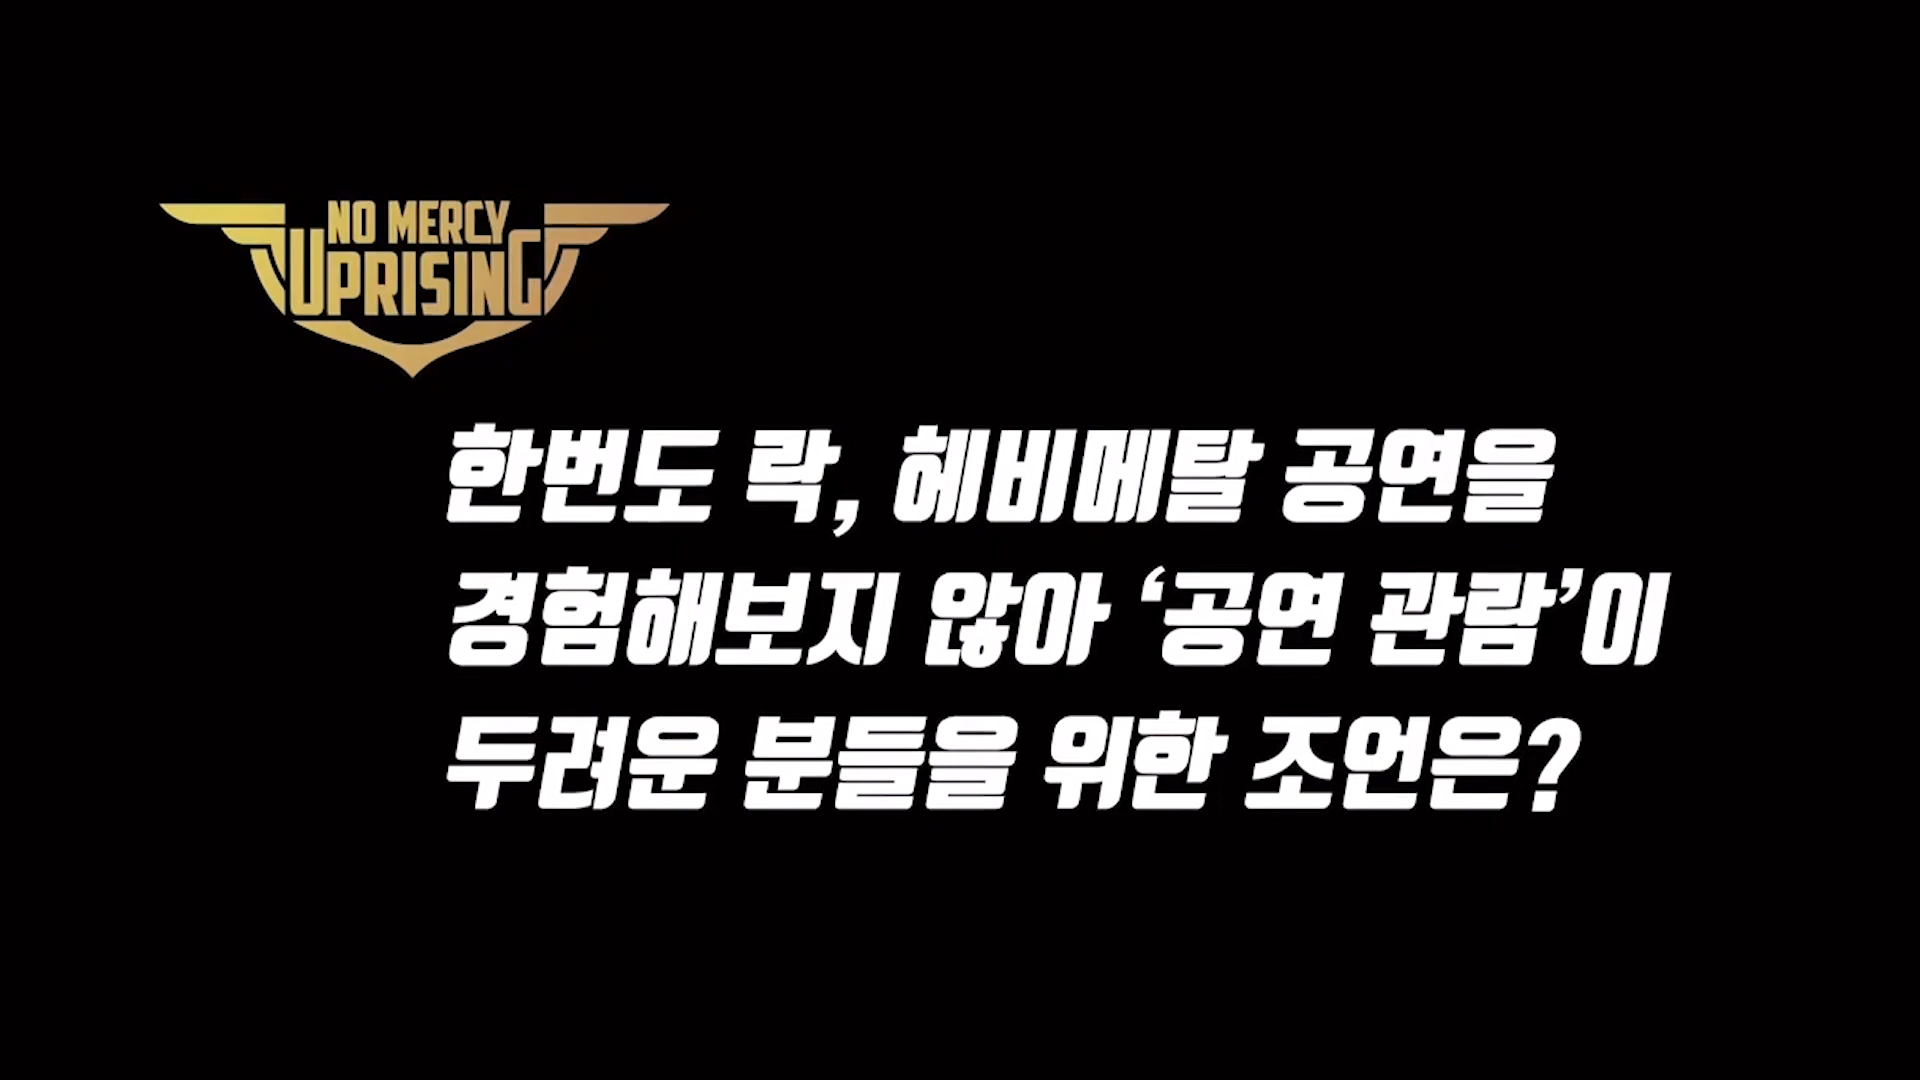 NO MERCY
UPRISING
한번도 락, 헤비메탈 공연을
경험해보지 않아 ‘공연 관람’이
두려운 분들을 위한 조언은?